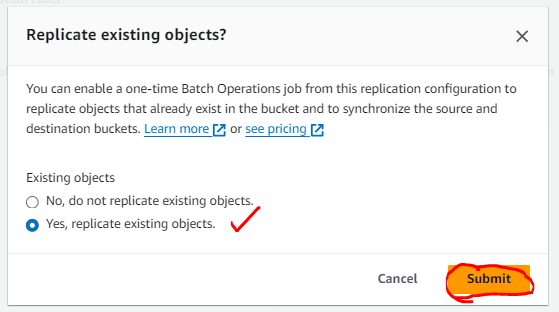 Replicate existing objects?
You can enable a one-time Batch Operations job from this replication configuration to
replicate objects that already exist in the bucket and to synchronize the source and
destination buckets. Learn more or see pricing
Existing objects
No, do not replicate existing objects.
Yes, replicate existing objects.
Cancel Submit